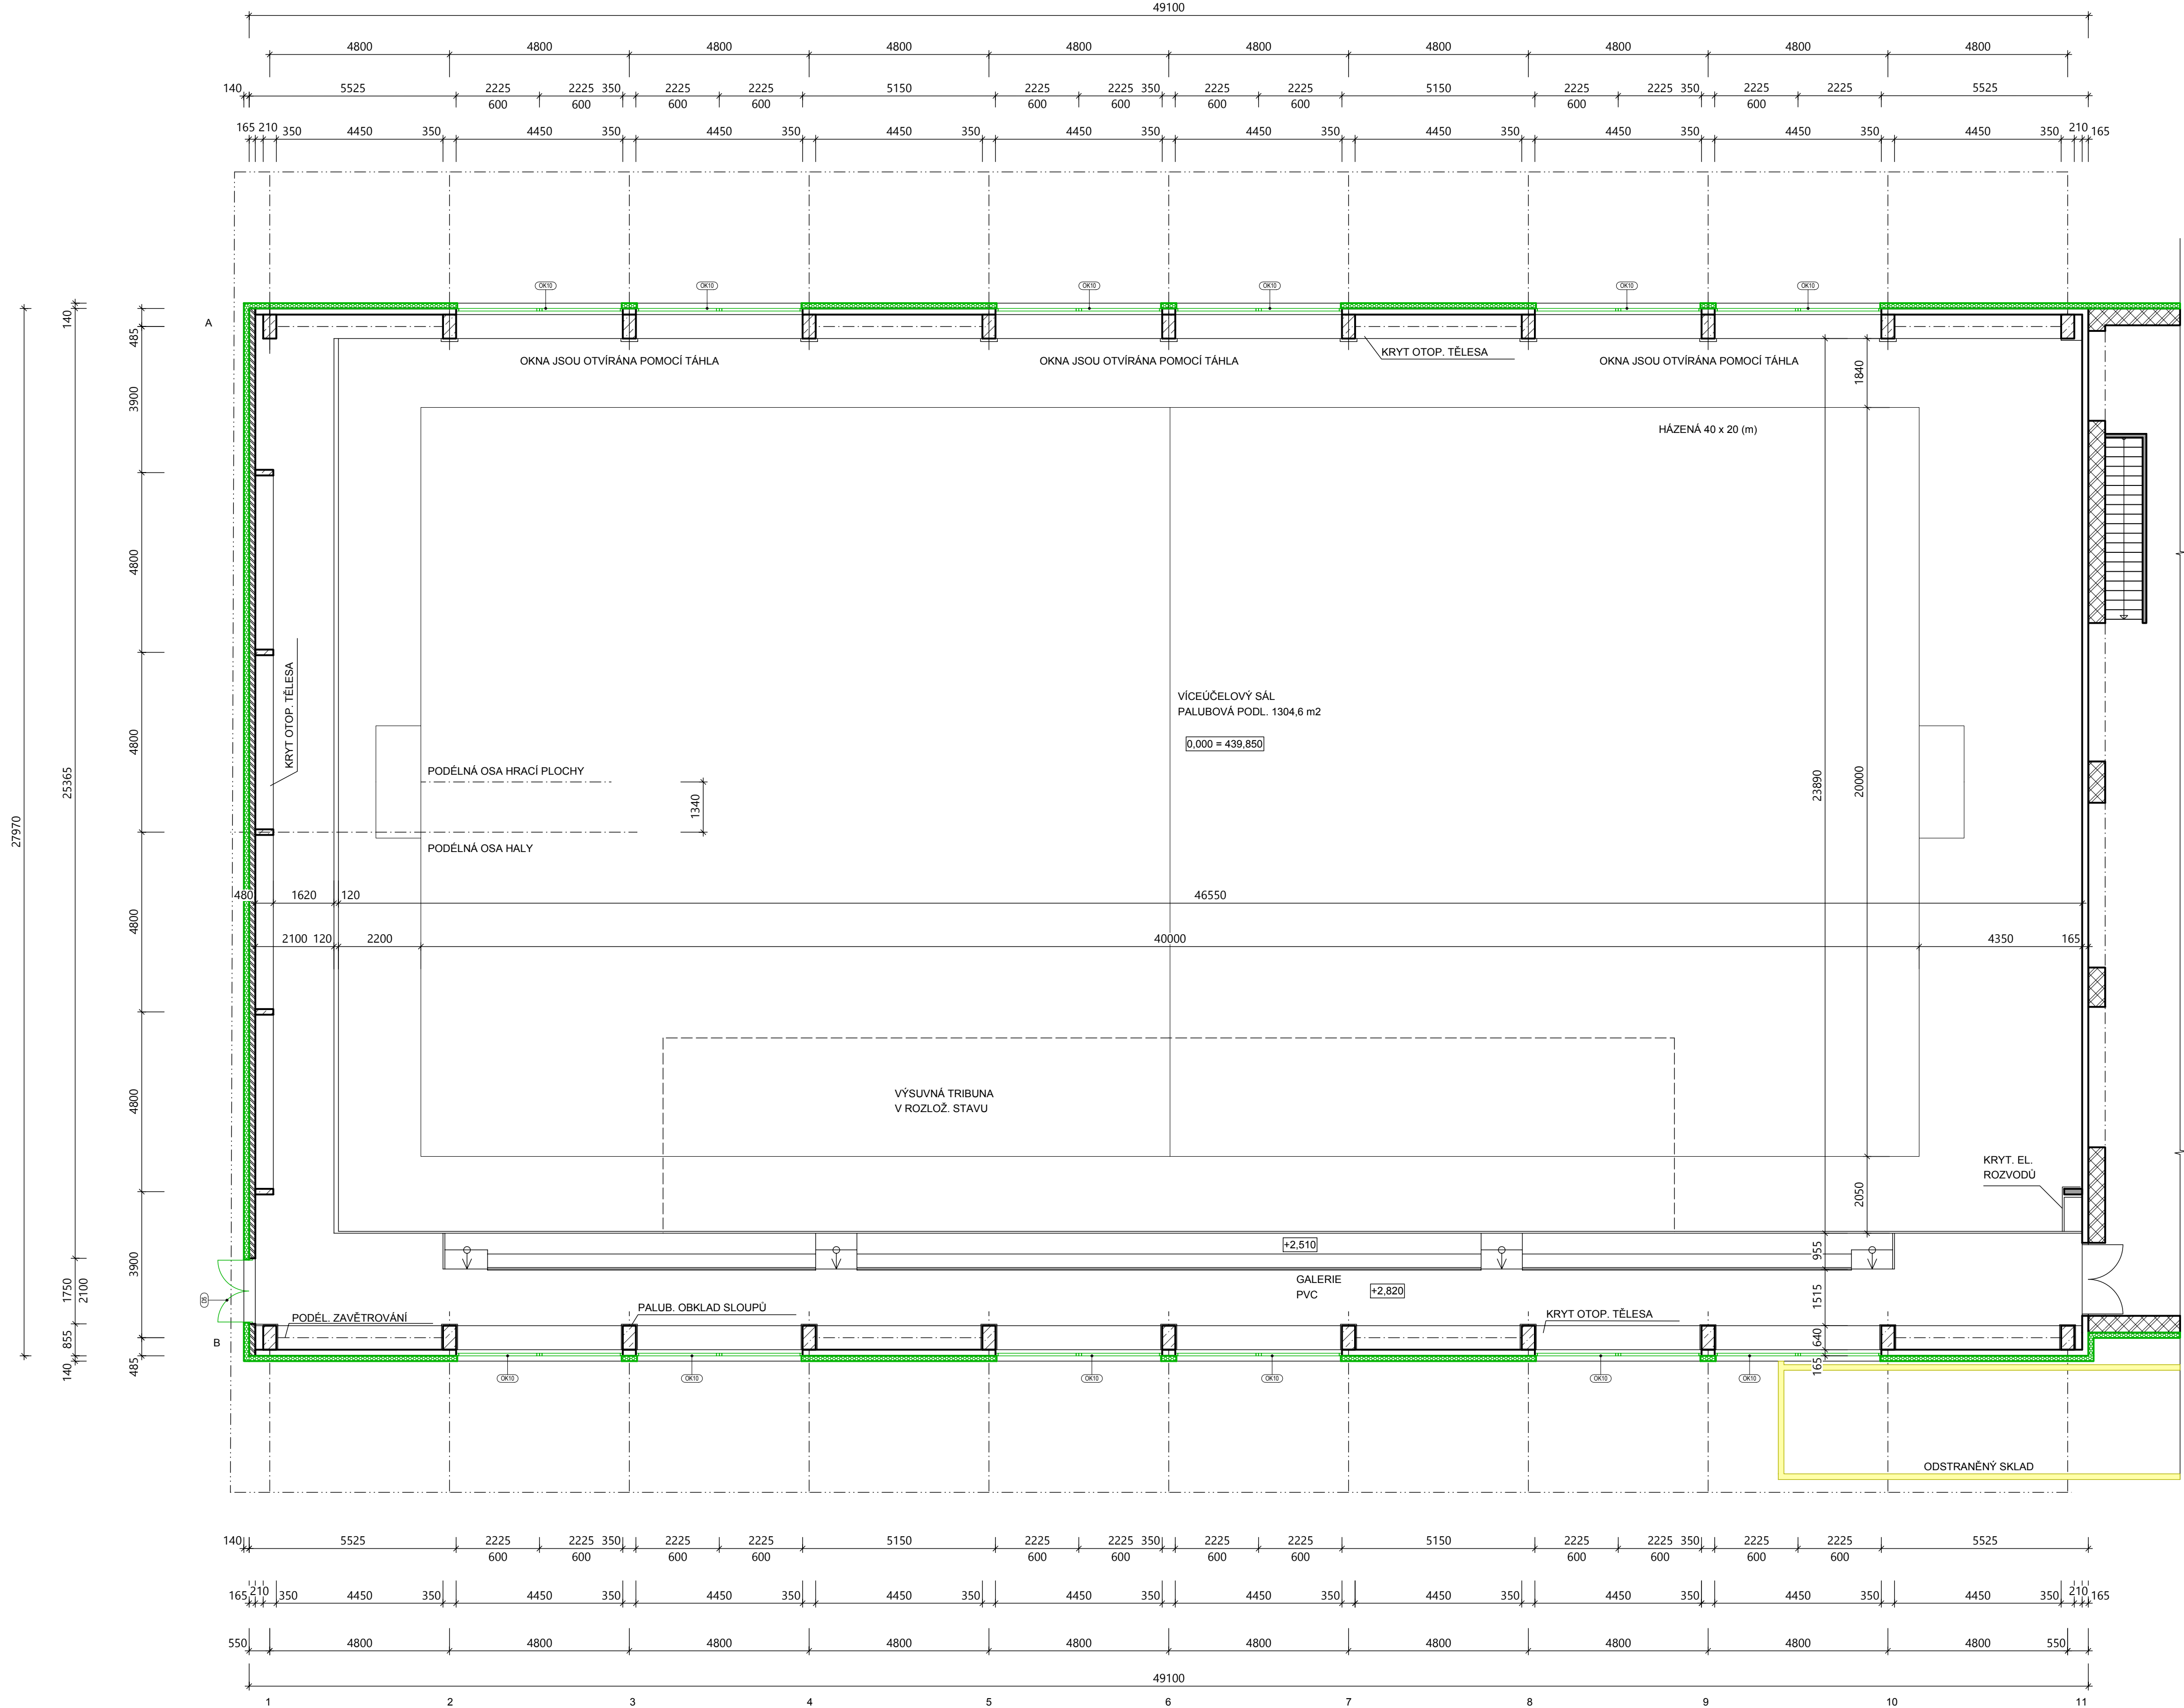 49100
4800 4800 4800 4800 4800 4800 4800 4800 4800 4800
140 5525 2225 2225 350 2225 2225 5150 2225 2225 350 2225 2225 5150 2225 2225 350 2225 2225 5525
600 600 600 600 600 600 600 600 600 600 600
165 210 350 4450 350 4450 350 4450 350 4450 350 4450 350 4450 350 4450 350 4450 350 4450 350 4450 350 210 165
OK10 OK10 OK10 OK10 OK10 OK10
A
OKNA JSOU OTVÍRÁNA POMOCÍ TÁHLA
OKNA JSOU OTVÍRÁNA POMOCÍ TÁHLA
KRYT OTOP. TĚLESA
OKNA JSOU OTVÍRÁNA POMOCÍ TÁHLA
HÁZENÁ 40 x 20 (m)
27970
140
25365
1750
2100
855
140
485
3900
4800
4800
4800
4800
3900
485
KRYT OTOP. TĚLESA
VÍCEÚČELOVÝ SÁL
PALUBOVÁ PODL. 1304,6 m2
0,000 = 439,850
PODÉLNÁ OSA HRACÍ PLOCHY
1340
PODÉLNÁ OSA HALY
1840
23890
20000
2050
955
1515
640
165
480 1620 120 46550
2100 120 2200 40000 4350 165
VÝSUVNÁ TRIBUNA
V ROZLOŽ. STAVU
KRYT. EL.
ROZVODŮ
+2,510
GALERIE
PVC
+2,820
PODÉL. ZAVĚTROVÁNÍ
PALUB. OBKLAD SLOUPŮ
KRYT OTOP. TĚLESA
B
OK10 OK10 OK10 OK10 OK10 OK10
ODSTRANĚNÝ SKLAD
140 5525 2225 2225 350 2225 2225 5150 2225 2225 350 2225 2225 5150 2225 2225 350 2225 2225 5525
600 600 600 600 600 600 600 600 600 600 600 600
165 210 350 4450 350 4450 350 4450 350 4450 350 4450 350 4450 350 4450 350 4450 350 4450 350 4450 350 210 165
550 4800 4800 4800 4800 4800 4800 4800 4800 4800 4800 550
49100
1 2 3 4 5 6 7 8 9 10 11